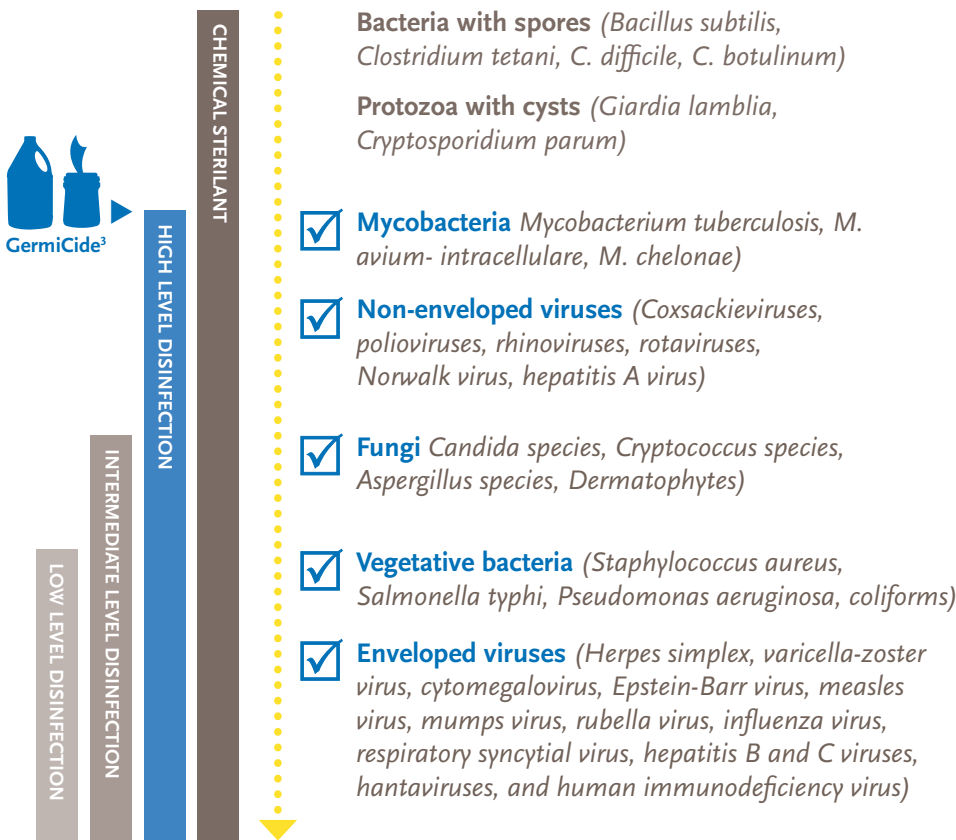 CHEMICAL STERILANT
HIGH LEVEL DISINFECTION
INTERMEDIATE LEVEL DISINFECTION
LOW LEVEL DISINFECTION
GermiCide³
Bacteria with spores (Bacillus subtilis,
Clostridium tetani, C. difficile, C. botulinum)
Protozoa with cysts (Giardia lamblia,
Cryptosporidium parum)
Mycobacteria Mycobacterium tuberculosis, M.
avium- intracellulare, M. chelonae)
Non-enveloped viruses (Coxsackieviruses,
polioviruses, rhinoviruses, rotaviruses,
Norwalk virus, hepatitis A virus)
Fungi Candida species, Cryptococcus species,
Aspergillus species, Dermatophytes)
Vegetative bacteria (Staphylococcus aureus,
Salmonella typhi, Pseudomonas aeruginosa, coliforms)
Enveloped viruses (Herpes simplex, varicella-zoster
virus, cytomegalovirus, Epstein-Barr virus, measles
virus, mumps virus, rubella virus, influenza virus,
respiratory syncytial virus, hepatitis B and C viruses,
hantaviruses, and human immunodeficiency virus)